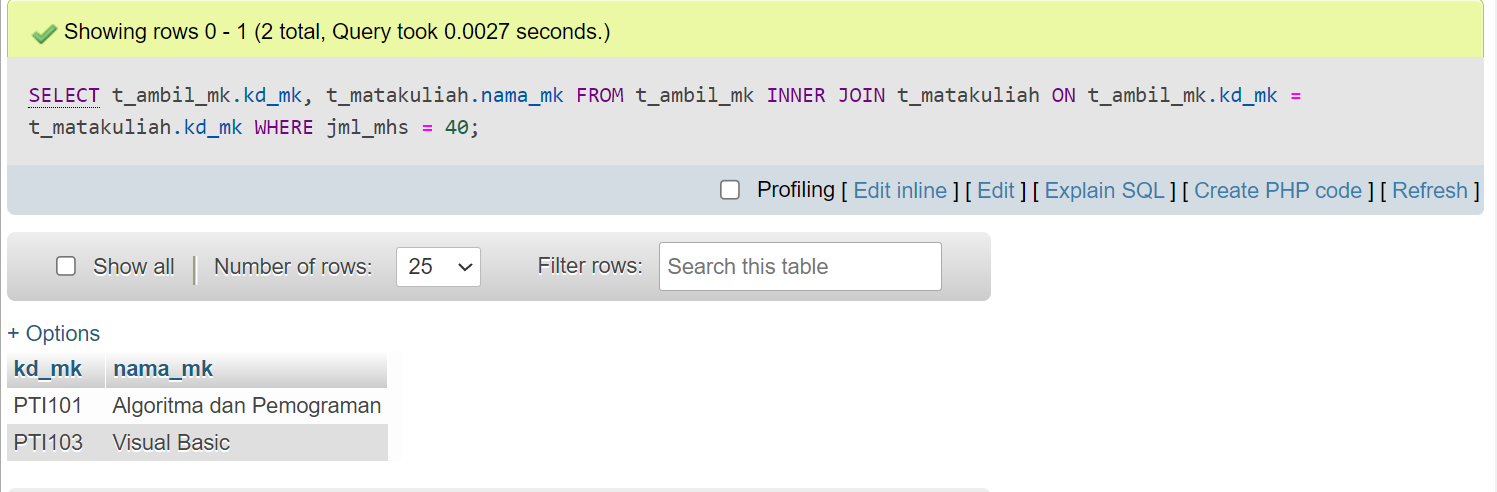 Showing rows 0 - 1 (2 total, Query took 0.0027 seconds.)
SELECT t_ambil_mk.kd_mk, t_matakuliah.nama_mk FROM t_ambil_mk INNER JOIN t_matakuliah ON t_ambil_mk.kd_mk =
t_matakuliah.kd_mk WHERE jml_mhs = 40;
Profiling [ Edit inline ] [ Edit ] [ Explain SQL ] [ Create PHP code ] [ Refresh ]
Show all Number of rows: 25 Filter rows: Search this table
+ Options
kd_mk nama_mk
PTI101 Algoritma dan Pemograman
PTI103 Visual Basic